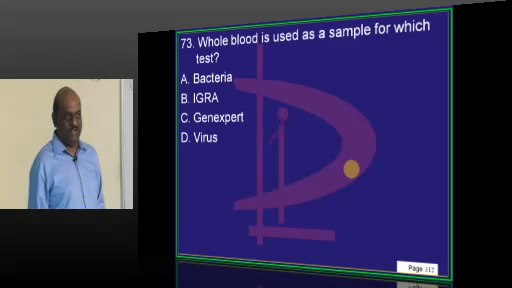 73. Whole blood is used as a sample for which
test?
A. Bacteria
B. IGRA
C. Genexpert
D. Virus
Page 112